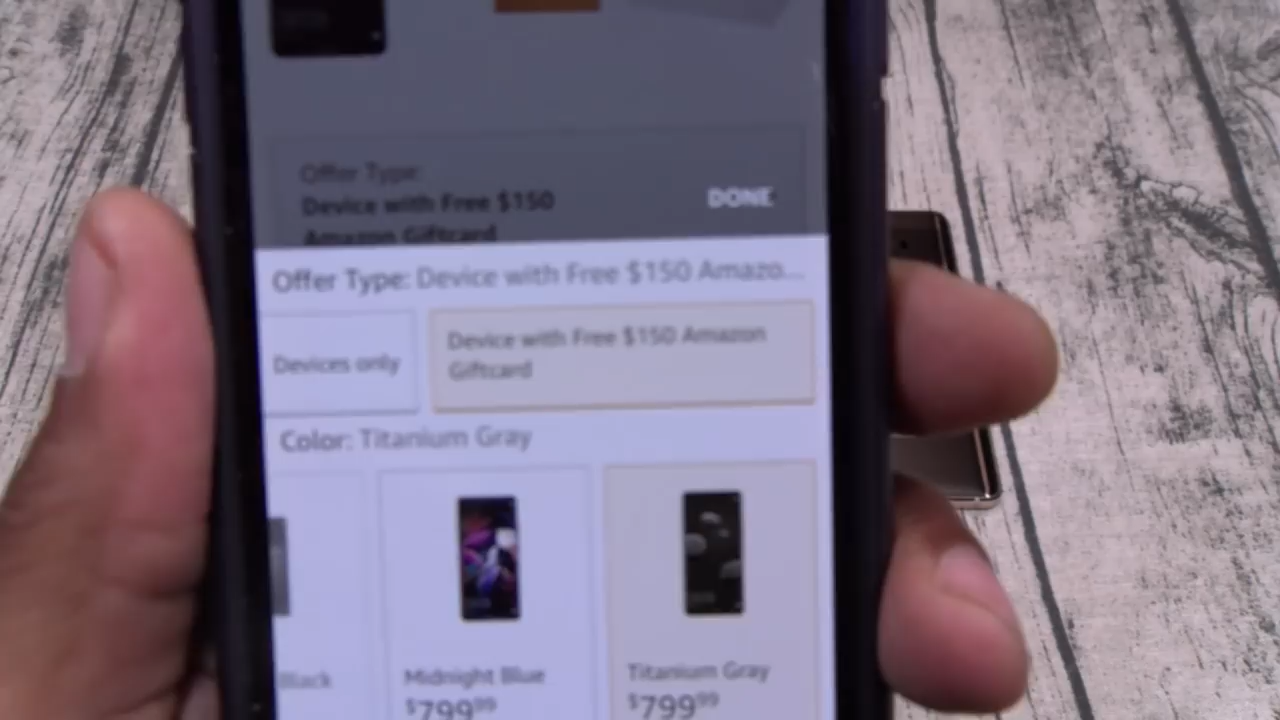 Offer Type:
Device with Free $150
Amazon Giftcard
DONE
Offer Type: Device with Free $150 Amazo...
Devices only
Device with Free $150 Amazon
Giftcard
Color: Titanium Gray
Black
Midnight Blue
Titanium Gray
$799.99
$799.99